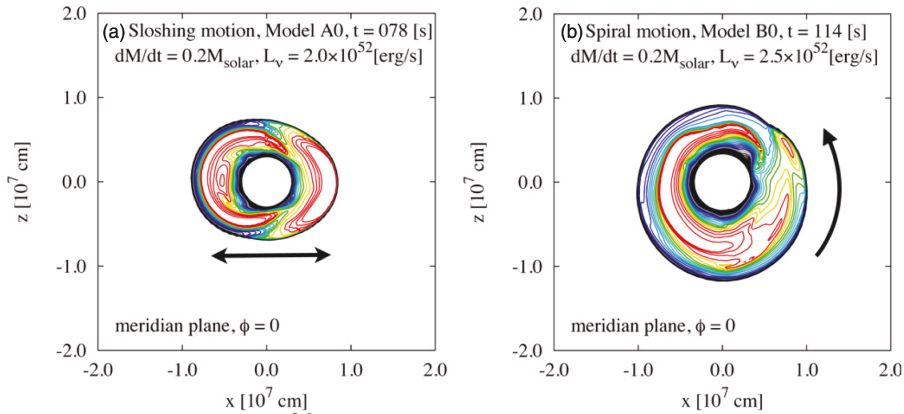 (a) Sloshing motion, Model A0, t = 078 [s]
dM/dt = 0.2M_solar, L_ν = 2.0×10^52 [erg/s]
2.0
1.0
0.0
-1.0
-2.0
z [10^7 cm]
meridian plane, ϕ = 0
-2.0 -1.0 0.0 1.0 2.0
x [10^7 cm]
(b) Spiral motion, Model B0, t = 114 [s]
dM/dt = 0.2M_solar, L_ν = 2.5×10^52 [erg/s]
2.0
1.0
0.0
-1.0
-2.0
z [10^7 cm]
meridian plane, ϕ = 0
-2.0 -1.0 0.0 1.0 2.0
x [10^7 cm]